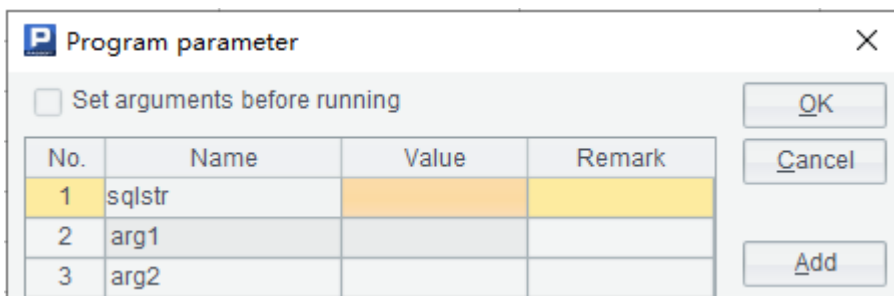 Program parameter
Set arguments before running
OK
No. Name Value Remark
Cancel
1 sqlstr
2 arg1
Add
3 arg2